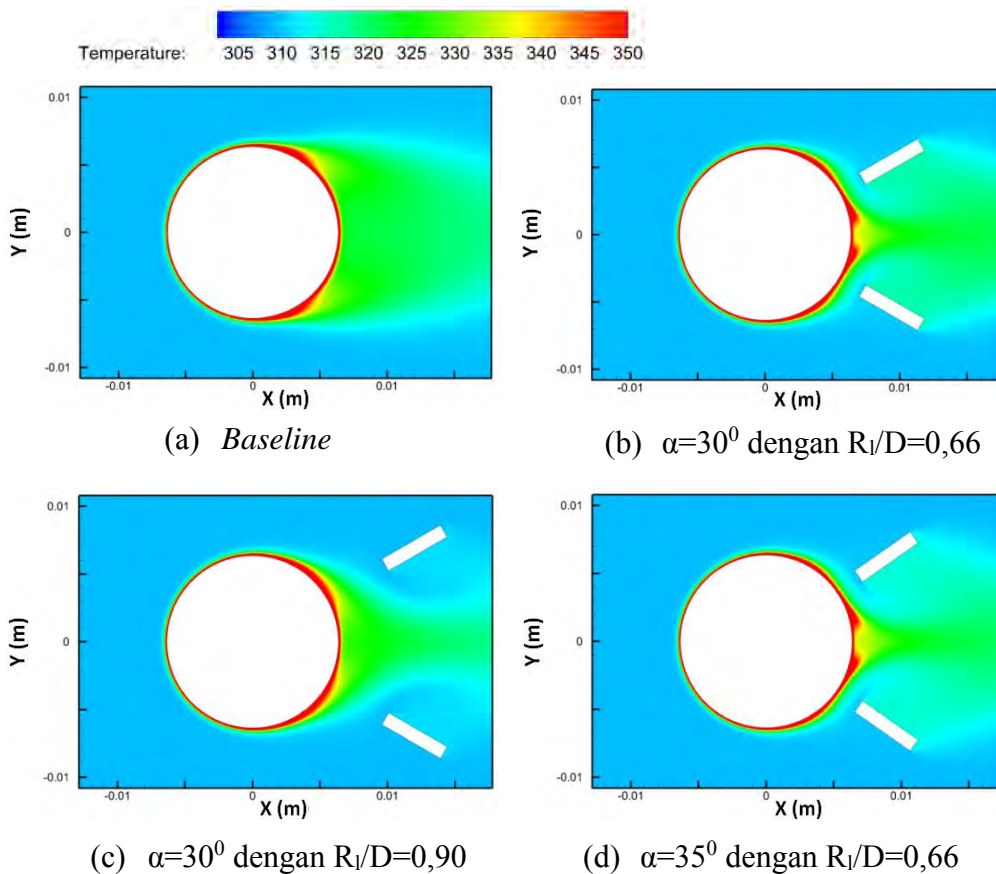 Temperature: 305 310 315 320 325 330 335 340 345 350
0.01
0
-0.01
Y (m)
-0.01 0 0.01
X (m)
(a) Baseline
0.01
0
-0.01
Y (m)
-0.01 0 0.01
X (m)
(b) α=30⁰ dengan Rₗ/D=0,66
0.01
0
-0.01
Y (m)
-0.01 0 0.01
X (m)
(c) α=30⁰ dengan Rₗ/D=0,90
0.01
0
-0.01
Y (m)
-0.01 0 0.01
X (m)
(d) α=35⁰ dengan Rₗ/D=0,66